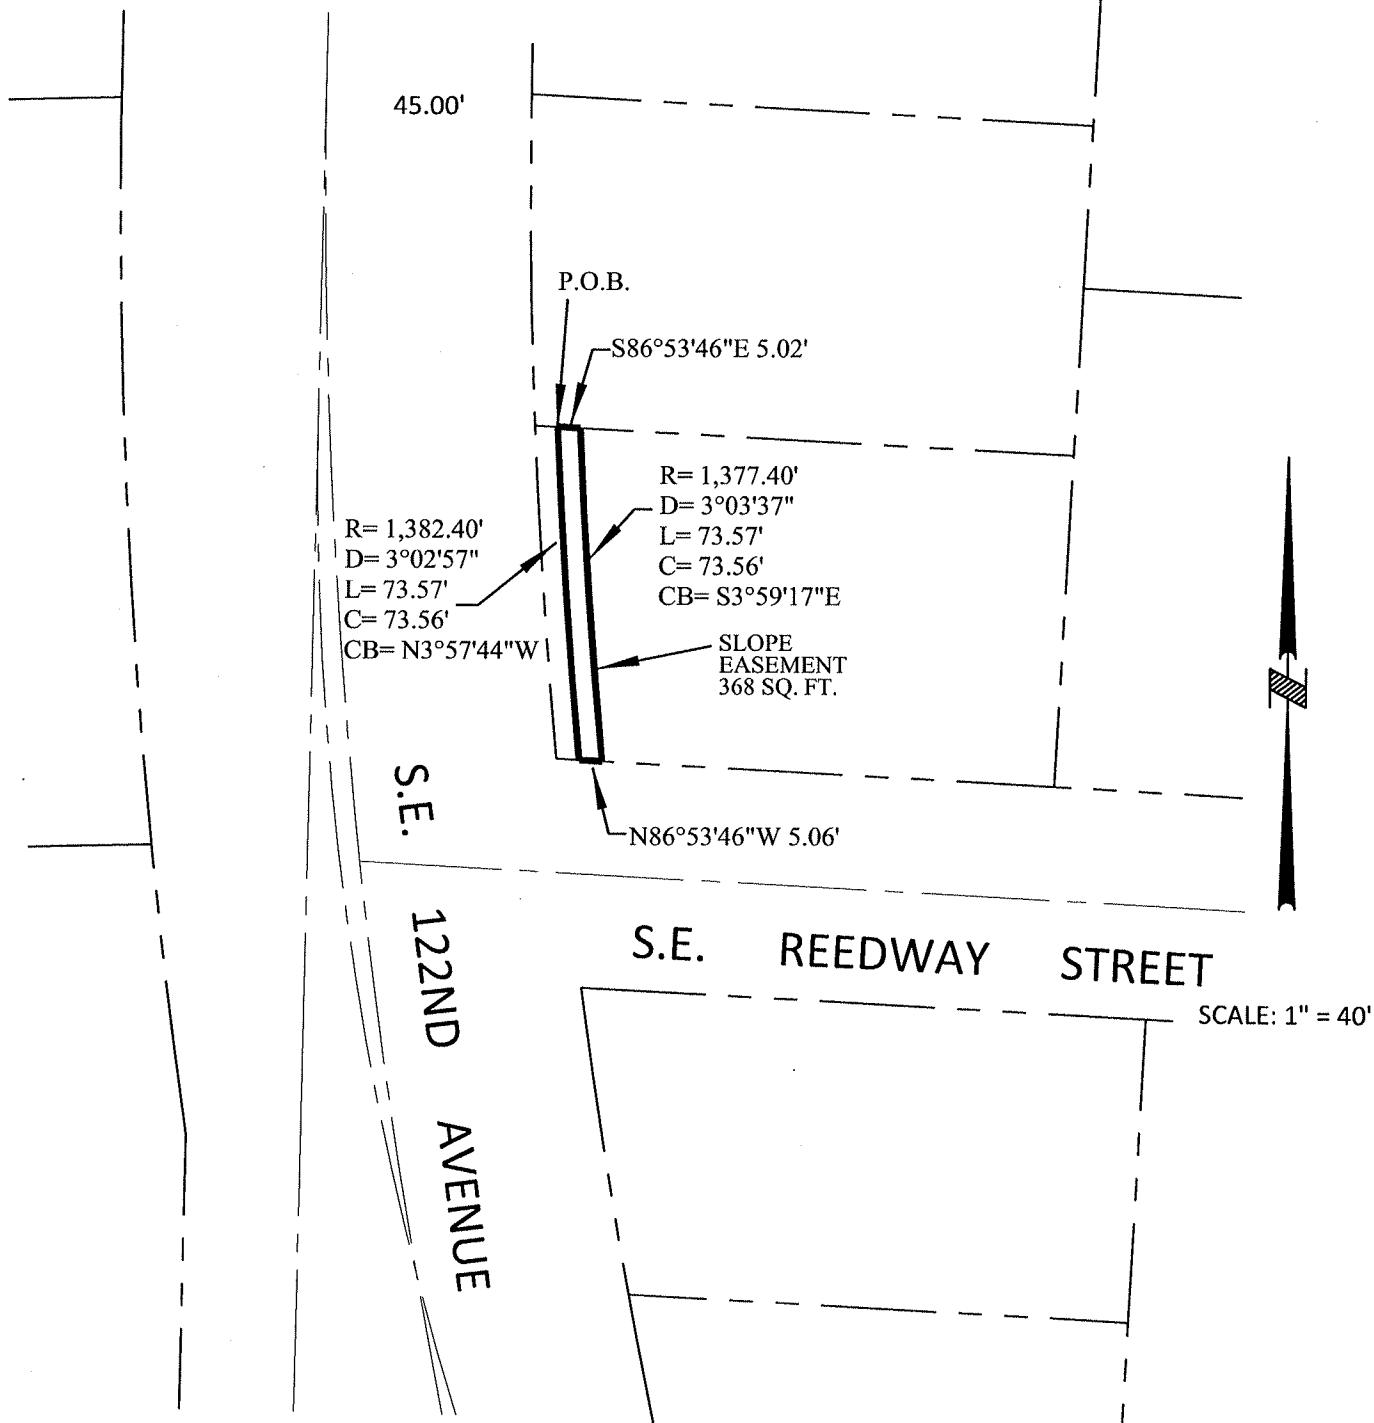 45.00'
P.O.B.
S86°53'46"E 5.02'
R= 1,377.40'
D= 3°03'37"
L= 73.57'
C= 73.56'
CB= S3°59'17"E
R= 1,382.40'
D= 3°02'57"
L= 73.57'
C= 73.56'
CB= N3°57'44"W
SLOPE
EASEMENT
368 SQ. FT.
N86°53'46"W 5.06'
S.E. 122ND AVENUE
S.E. REEDWAY STREET
SCALE: 1" = 40'